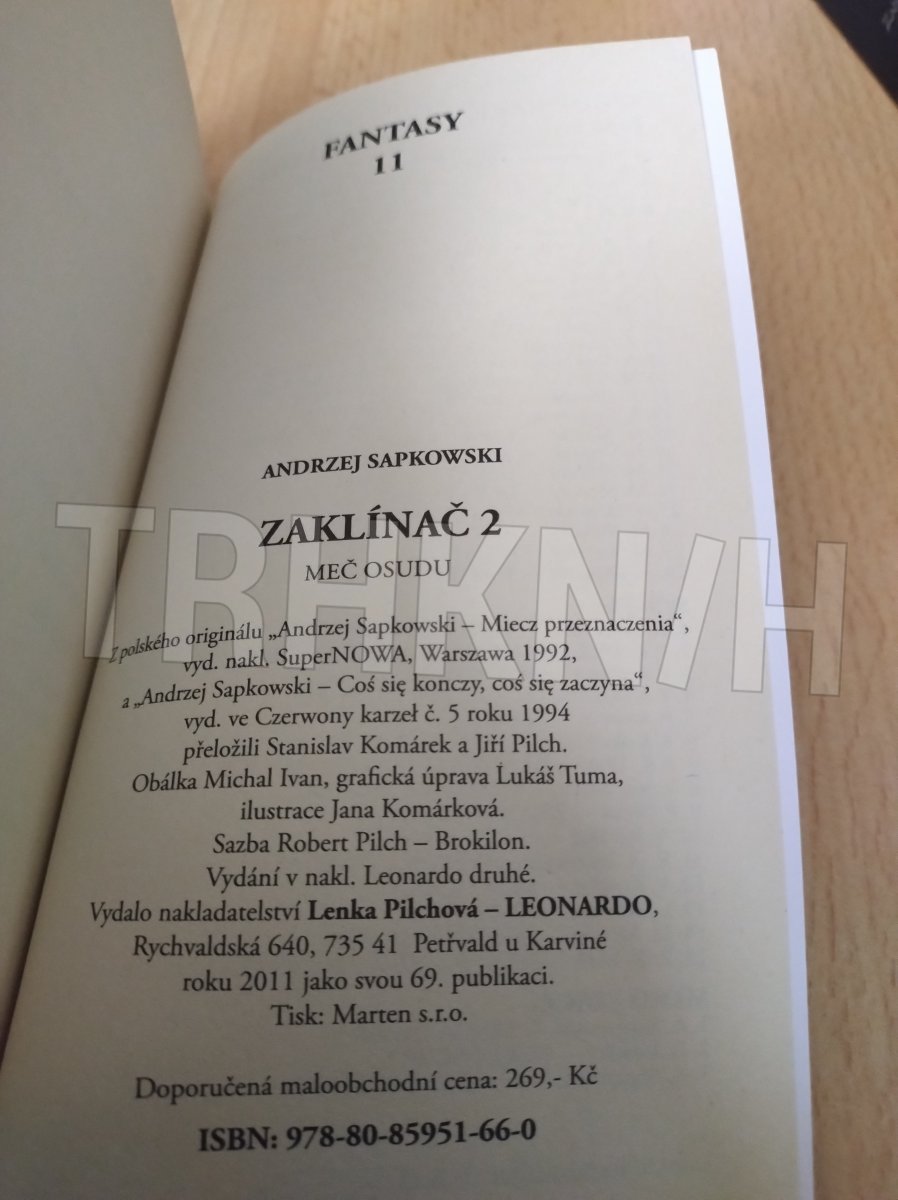 FANTASY
11
ANDRZEJ SAPKOWSKI
ZAKLÍNAČ 2
MEČ OSUDU
Z polského originálu „Andrzej Sapkowski – Miecz przeznaczenia“,
vyd. nakl. SuperNOWA, Warszawa 1992,
a „Andrzej Sapkowski – Coś się konczy, coś się zaczyna“,
vyd. ve Czerwony karzeł č. 5 roku 1994
přeložili Stanislav Komárek a Jiří Pilch.
Obálka Michal Ivan, grafická úprava Lukáš Tuma,
ilustrace Jana Komárková.
Sazba Robert Pilch – Brokilon.
Vydání v nakl. Leonardo druhé.
Vydalo nakladatelství Lenka Pilchová – LEONARDO,
Rychvaldská 640, 735 41 Petřvald u Karviné
roku 2011 jako svou 69. publikaci.
Tisk: Marten s.r.o.
Doporučená maloobchodní cena: 269,- Kč
ISBN: 978-80-85951-66-0
TRHKN/H